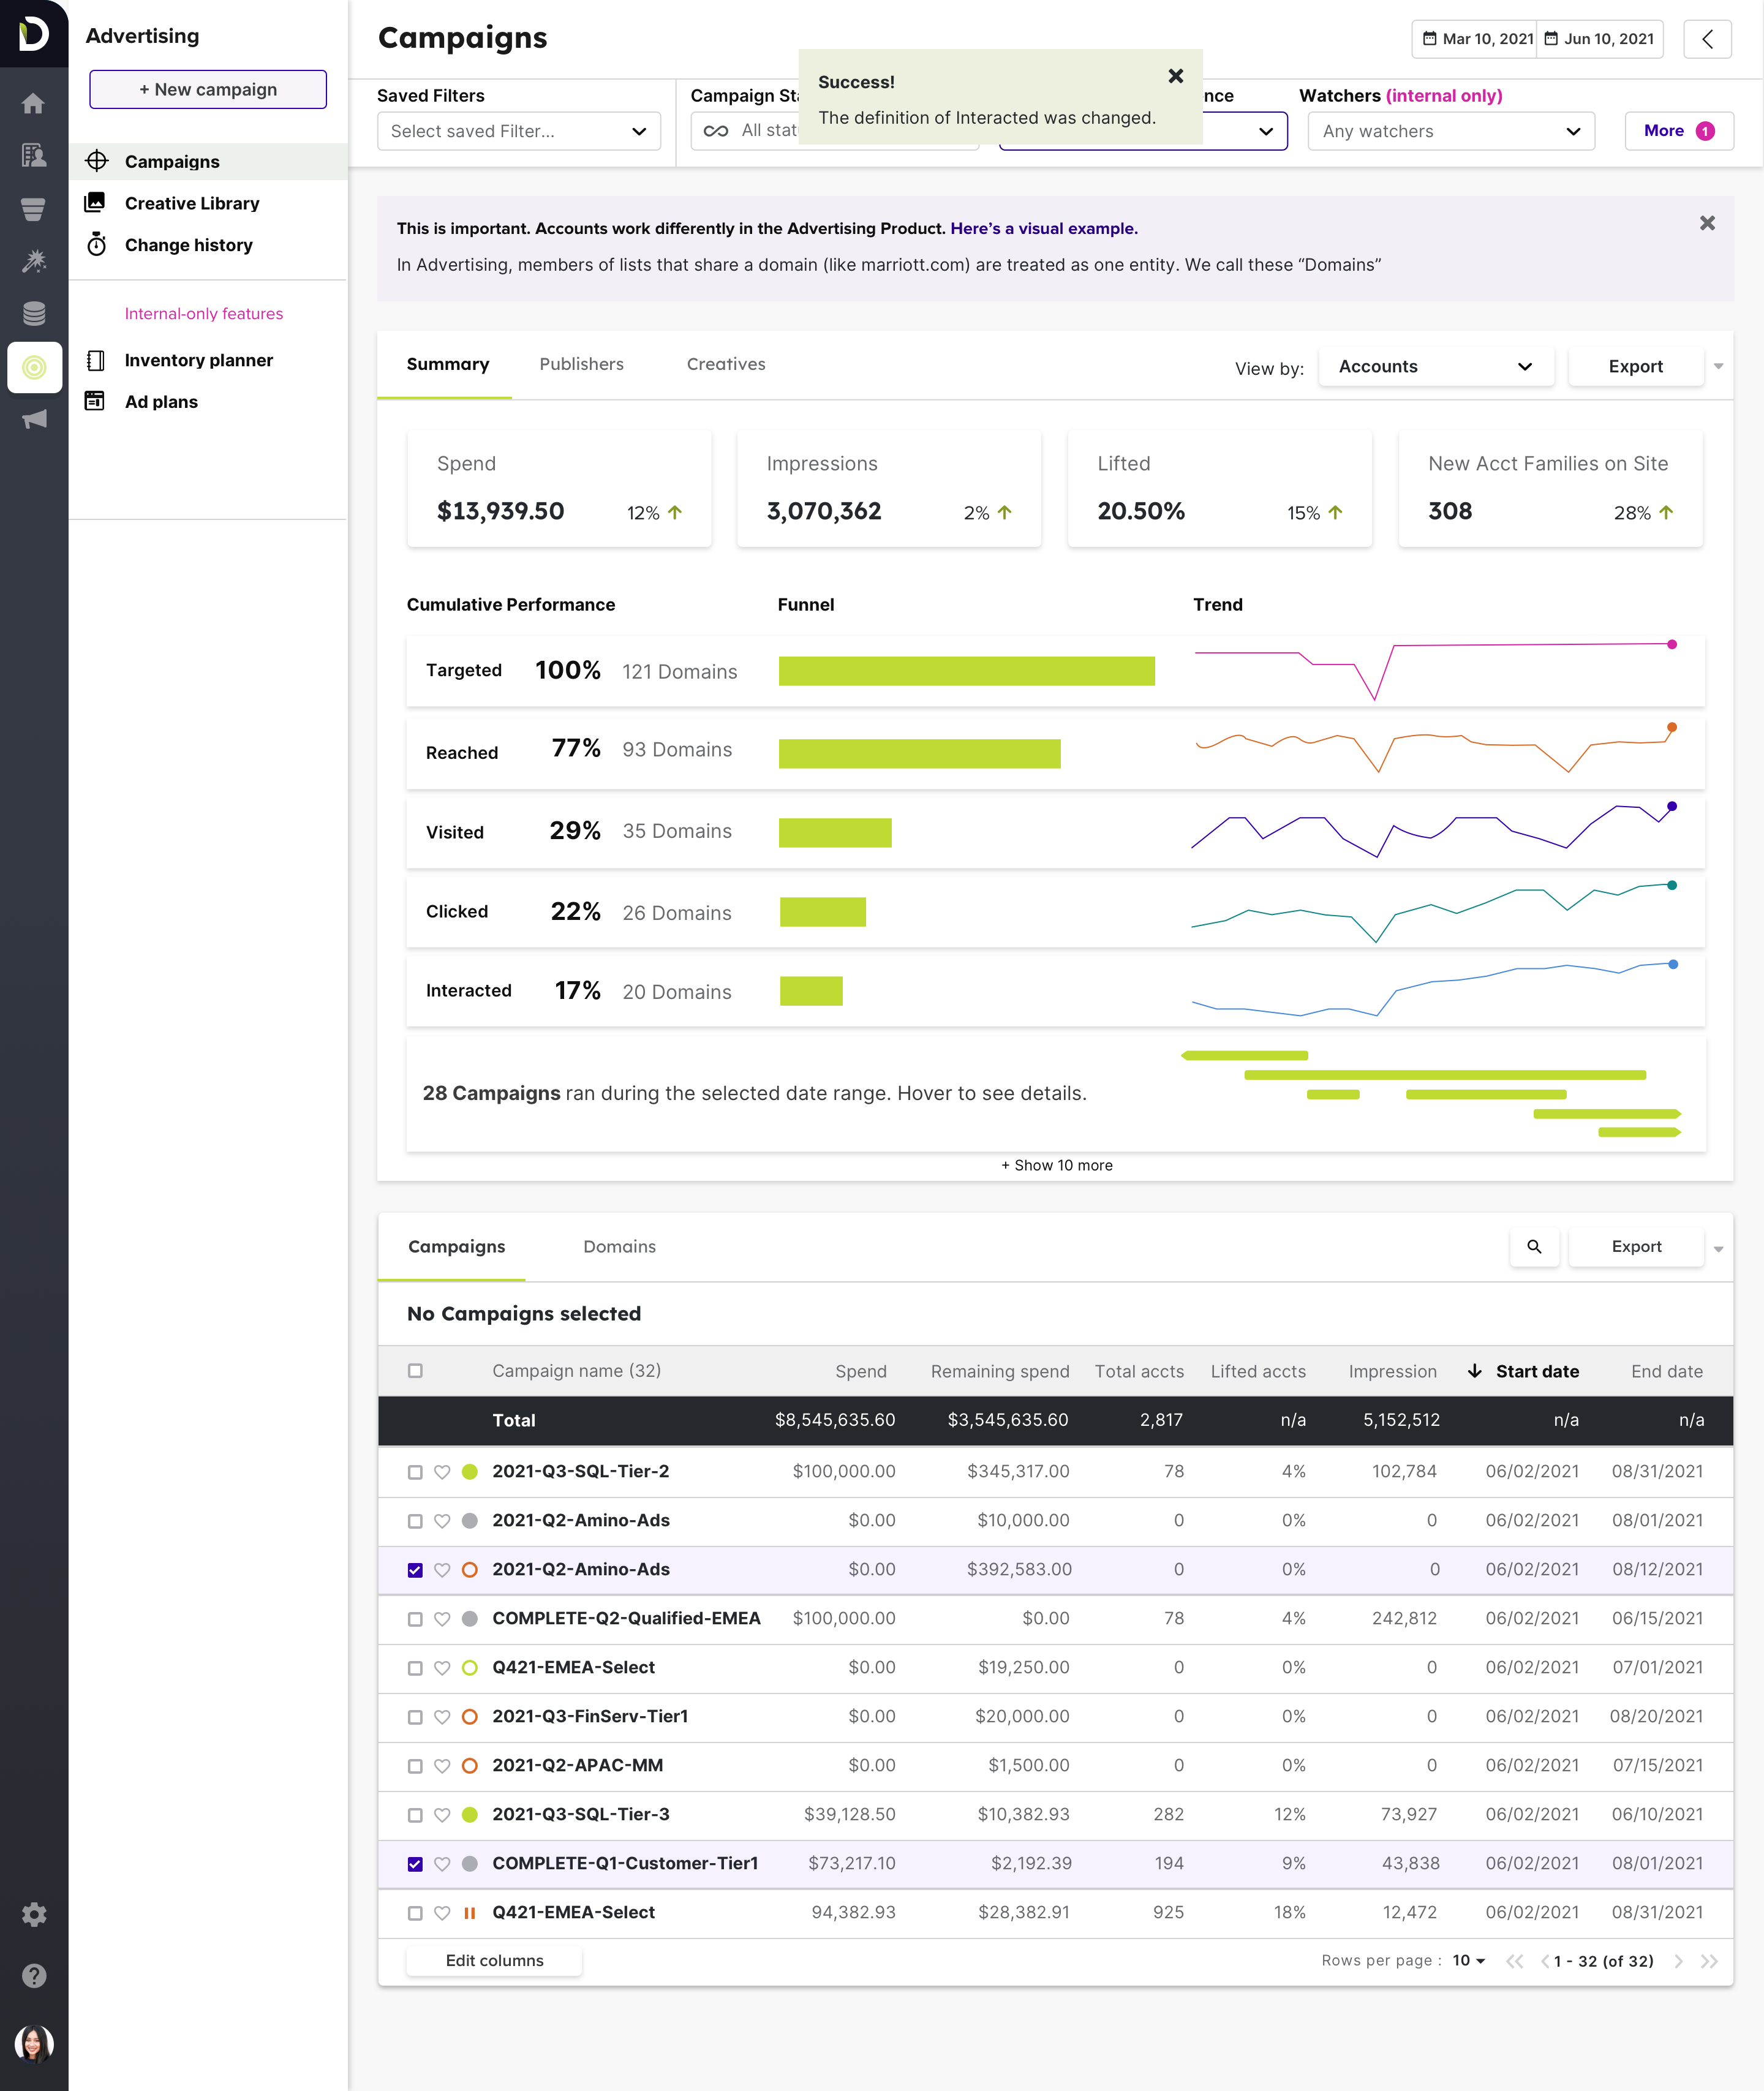 Advertising
+ New campaign
Campaigns
Creative Library
Change history
Internal-only features
Inventory planner
Ad plans
Campaigns
Mar 10, 2021
Jun 10, 2021
Success!
The definition of Interacted was changed.
Saved Filters
Select saved Filter...
Campaign Sta
All stat
nce
Watchers (internal only)
Any watchers
More 1
This is important. Accounts work differently in the Advertising Product. Here's a visual example.
In Advertising, members of lists that share a domain (like marriott.com) are treated as one entity. We call these “Domains”
Summary Publishers Creatives View by: Accounts Export
Spend Impressions Lifted New Acct Families on Site
$13,939.50 12% 3,070,362 2% 20.50% 15% 308 28%
Cumulative Performance Funnel Trend
Targeted 100% 121 Domains
Reached 77% 93 Domains
Visited 29% 35 Domains
Clicked 22% 26 Domains
Interacted 17% 20 Domains
28 Campaigns ran during the selected date range. Hover to see details.
+ Show 10 more
Campaigns Domains Export
No Campaigns selected
Campaign name (32) Spend Remaining spend Total accts Lifted accts Impression Start date End date
Total $8,545,635.60 $3,545,635.60 2,817 n/a 5,152,512 n/a n/a
2021-Q3-SQL-Tier-2 $100,000.00 $345,317.00 78 4% 102,784 06/02/2021 08/31/2021
2021-Q2-Amino-Ads $0.00 $10,000.00 0 0% 0 06/02/2021 08/01/2021
2021-Q2-Amino-Ads $0.00 $392,583.00 0 0% 0 06/02/2021 08/12/2021
COMPLETE-Q2-Qualified-EMEA $100,000.00 $0.00 78 4% 242,812 06/02/2021 06/15/2021
Q421-EMEA-Select $0.00 $19,250.00 0 0% 0 06/02/2021 07/01/2021
2021-Q3-FinServ-Tier1 $0.00 $20,000.00 0 0% 0 06/02/2021 08/20/2021
2021-Q2-APAC-MM $0.00 $1,500.00 0 0% 0 06/02/2021 07/15/2021
2021-Q3-SQL-Tier-3 $39,128.50 $10,382.93 282 12% 73,927 06/02/2021 06/10/2021
COMPLETE-Q1-Customer-Tier1 $73,217.10 $2,192.39 194 9% 43,838 06/02/2021 08/01/2021
Q421-EMEA-Select 94,382.93 $28,382.91 925 18% 12,472 06/02/2021 08/31/2021
Edit columns Rows per page : 10 1 - 32 (of 32)